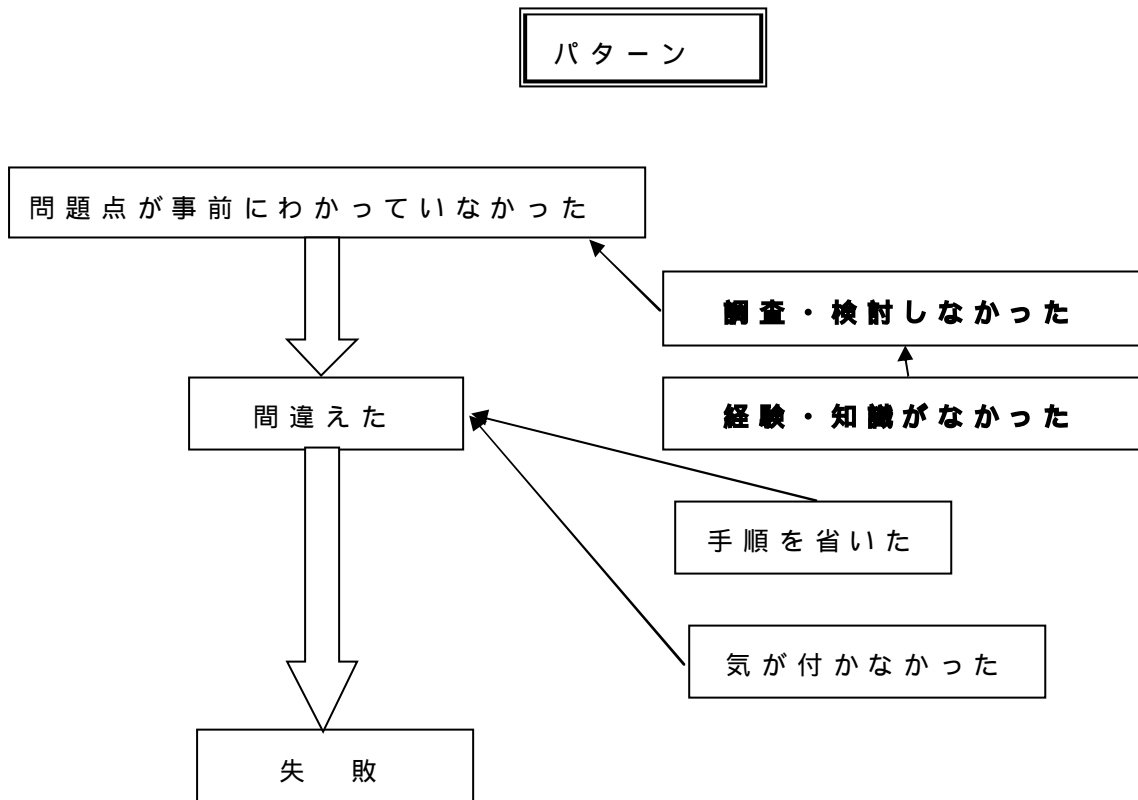 パターン
問題点が事前にわかっていなかった
調査・検討しなかった
経験・知識がなかった
間違えた
手順を省いた
気が付かなかった
失　敗